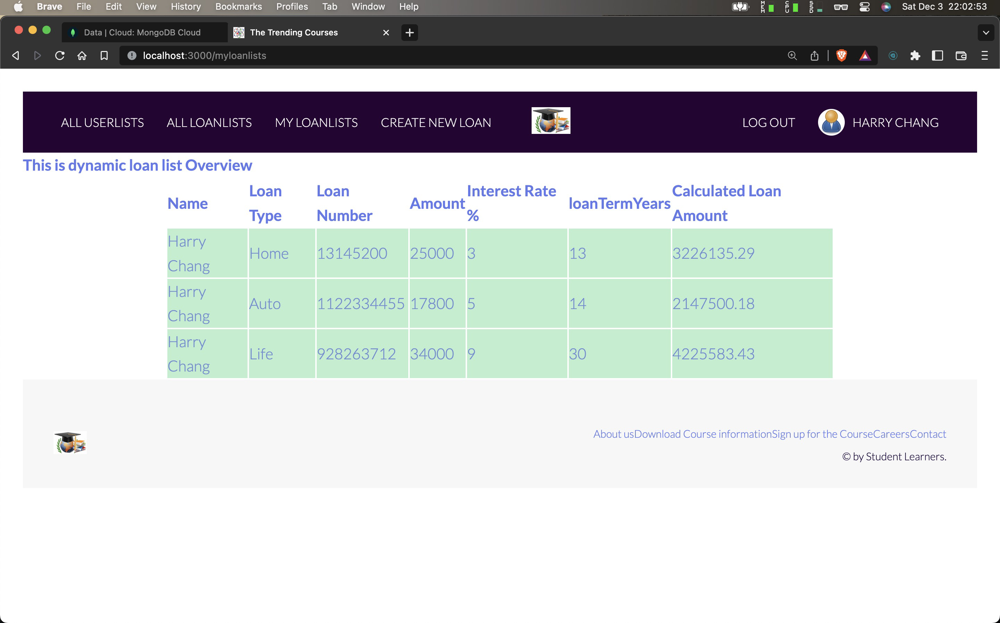 Brave File Edit View History Bookmarks Profiles Tab Window Help MEM CPU SSD Sat Dec 3 22:02:53
Data | Cloud: MongoDB Cloud The Trending Courses
localhost:3000/myloanlists
ALL USERLISTS ALL LOANLISTS MY LOANLISTS CREATE NEW LOAN LOG OUT HARRY CHANG
This is dynamic loan list Overview
Name Loan Type Loan Number Amount Interest Rate % loanTermYears Calculated Loan Amount
Harry Chang Home 13145200 25000 3 13 3226135.29
Harry Chang Auto 1122334455 17800 5 14 2147500.18
Harry Chang Life 928263712 34000 9 30 4225583.43
About usDownload Course informationSign up for the CourseCareersContact
© by Student Learners.